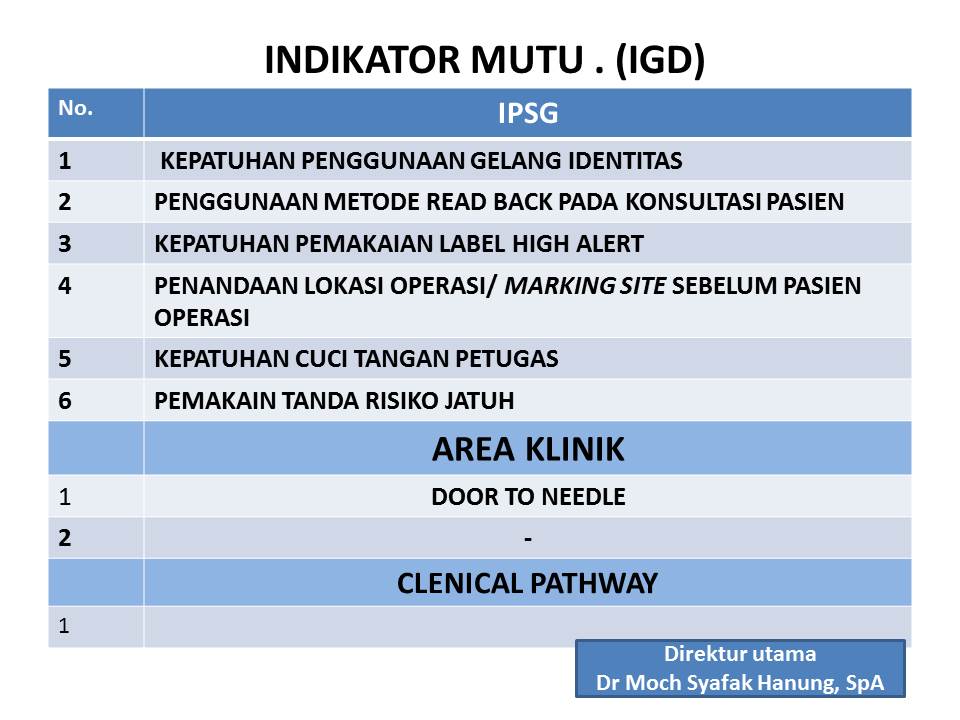 INDIKATOR MUTU . (IGD)
No. IPSG
1 KEPATUHAN PENGGUNAAN GELANG IDENTITAS
2 PENGGUNAAN METODE READ BACK PADA KONSULTASI PASIEN
3 KEPATUHAN PEMAKAIAN LABEL HIGH ALERT
4 PENANDAAN LOKASI OPERASI/ MARKING SITE SEBELUM PASIEN
OPERASI
5 KEPATUHAN CUCI TANGAN PETUGAS
6 PEMAKAIN TANDA RISIKO JATUH
AREA KLINIK
1 DOOR TO NEEDLE
2 -
CLENICAL PATHWAY
1
Direktur utama
Dr Moch Syafak Hanung, SpA